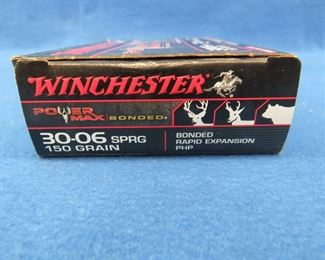 WINCHESTER
POWER MAX BONDED®
30-06 SPRG
150 GRAIN
BONDED
RAPID EXPANSION
PHP